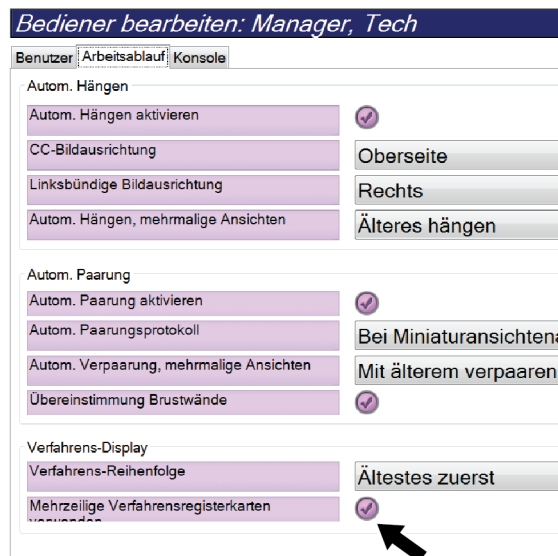 Bediener bearbeiten: Manager, Tech
Benutzer Arbeitsablauf Konsole
Autom. Hängen
Autom. Hängen aktivieren
CC-Bildausrichtung Oberseite
Linksbündige Bildausrichtung Rechts
Autom. Hängen, mehrmalige Ansichten Älteres hängen
Autom. Paarung
Autom. Paarung aktivieren
Autom. Paarungsprotokoll Bei Miniaturansichten
Autom. Verpaarung, mehrmalige Ansichten Mit älterem verpaaren
Übereinstimmung Brustwände
Verfahrens-Display
Verfahrens-Reihenfolge Ältestes zuerst
Mehrzeilige Verfahrensregisterkarten
verwenden